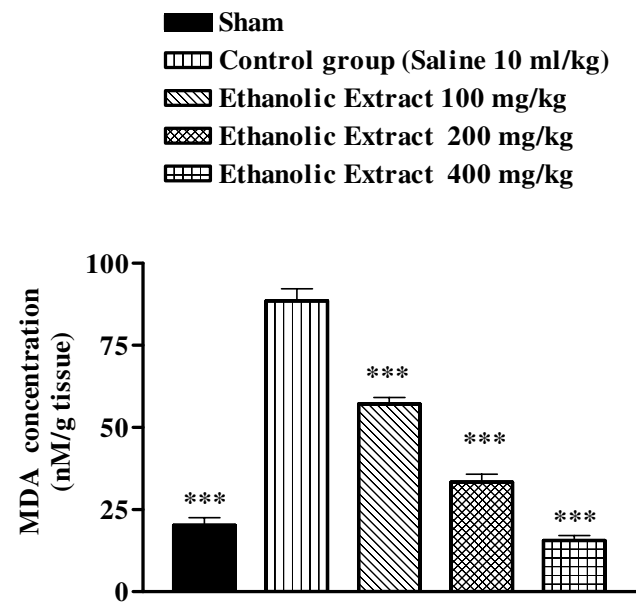 Sham
Control group (Saline 10 ml/kg)
Ethanolic Extract 100 mg/kg
Ethanolic Extract 200 mg/kg
Ethanolic Extract 400 mg/kg
MDA concentration
(nM/g tissue)
100
75
50
25
0
***
***
***
***